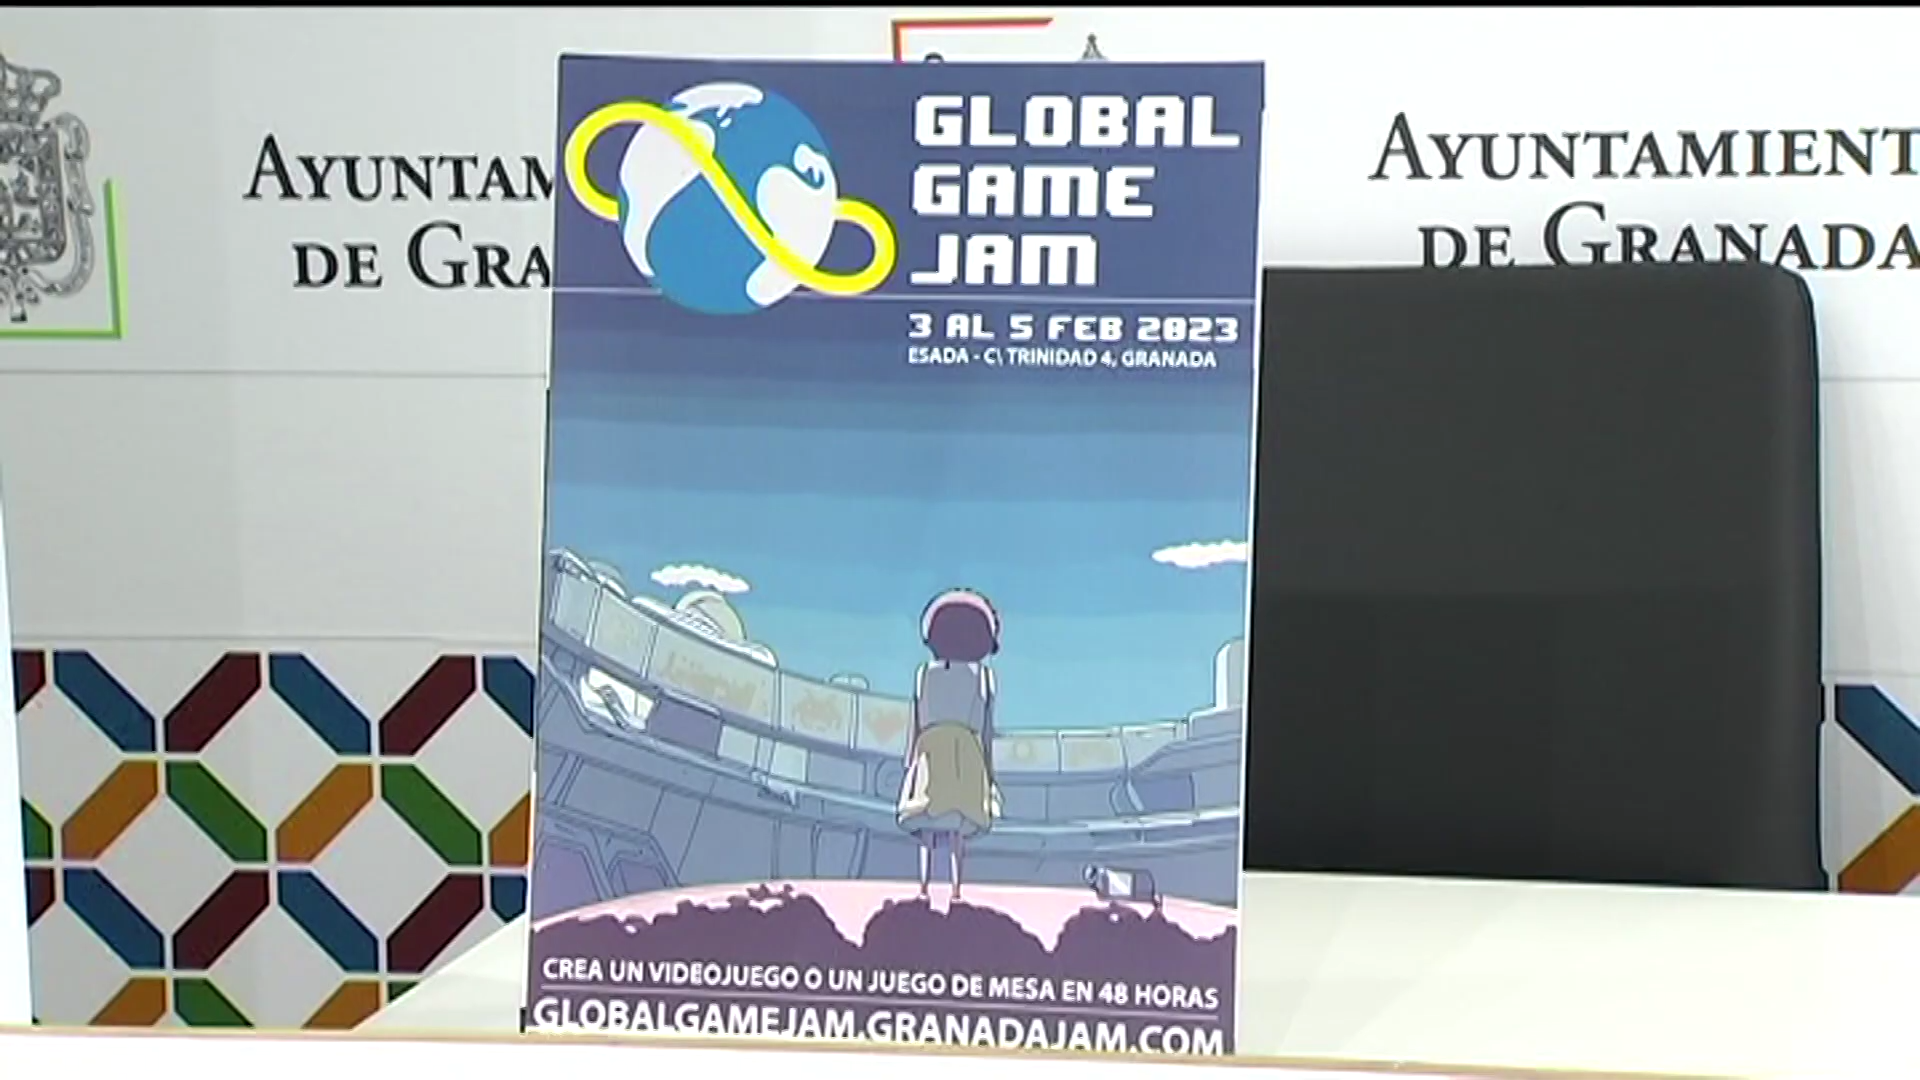 AYUNTAM
DE GRA
GLOBAL
GAME
JAM
3 AL 5 FEB 2023
ESADA - C\ TRINIDAD 4, GRANADA
CREA UN VIDEOJUEGO O UN JUEGO DE MESA EN 48 HORAS
GLOBALGAMEJAM.GRANADAJAM.COM
AYUNTAMIENT
DE GRANADA